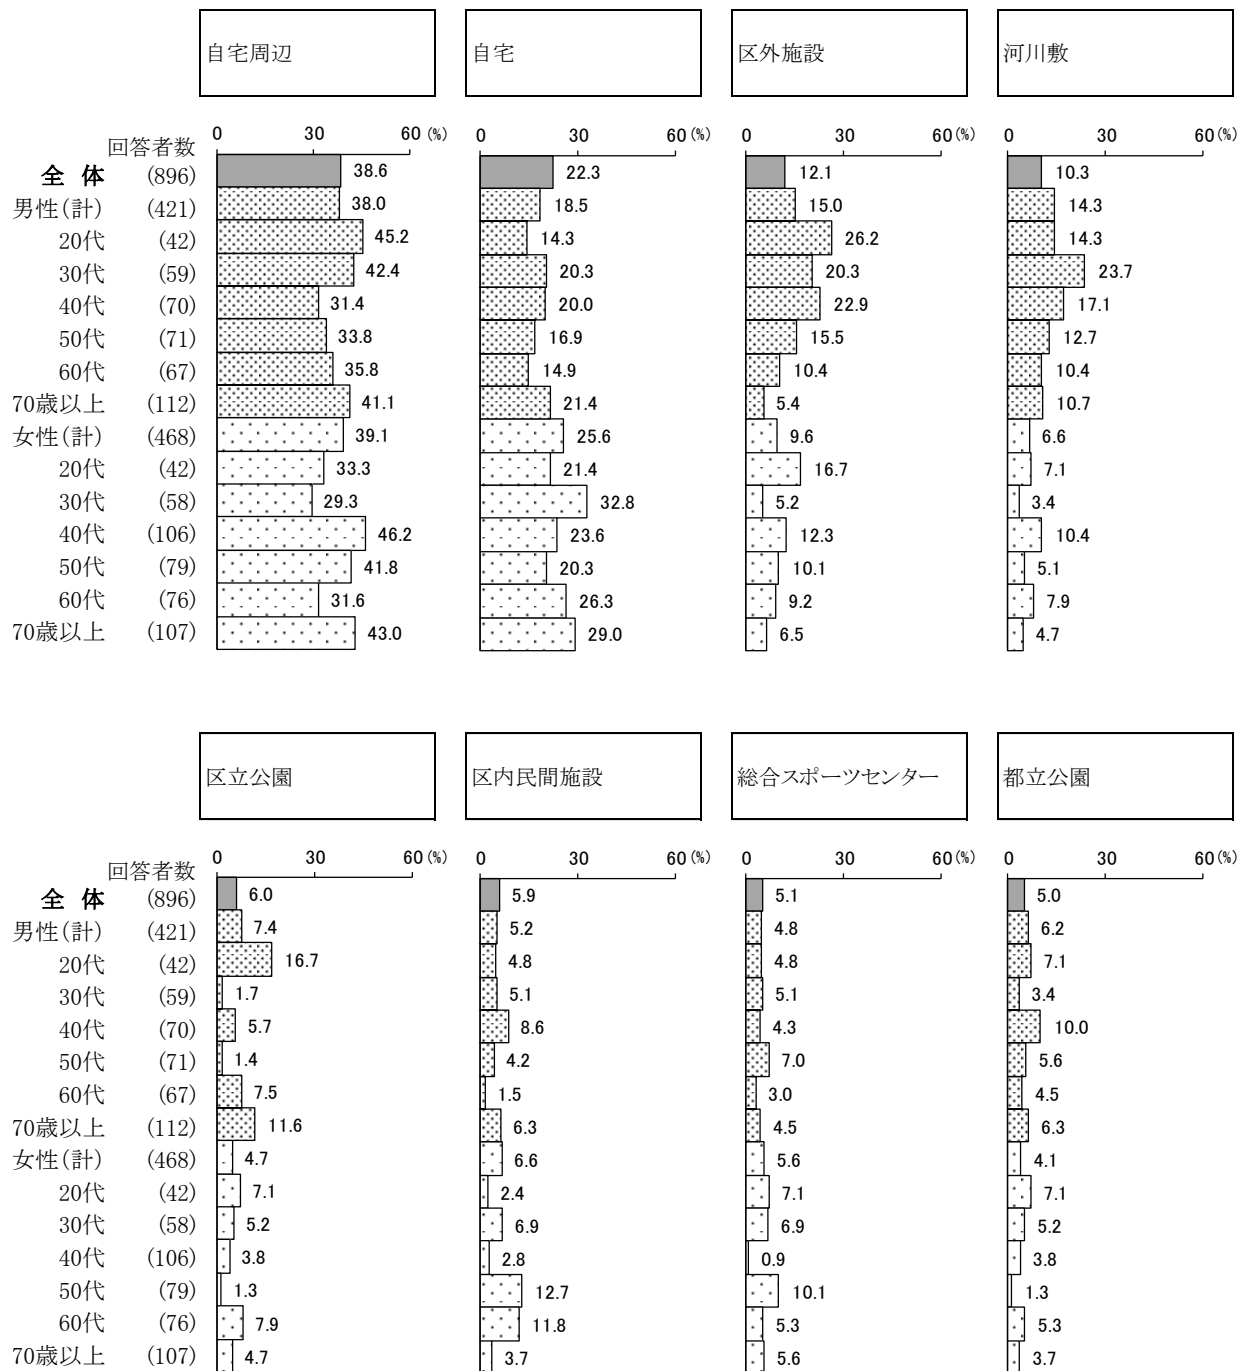 自宅周辺 自宅 区外施設 河川敷
0 30 60(%) 0 30 60(%) 0 30 60(%) 0 30 60(%)
回答者数
全 体 (896) 38.6 22.3 12.1 10.3
男性(計) (421) 38.0 18.5 15.0 14.3
20代 (42) 45.2 14.3 26.2 14.3
30代 (59) 42.4 20.3 20.3 23.7
40代 (70) 31.4 20.0 22.9 17.1
50代 (71) 33.8 16.9 15.5 12.7
60代 (67) 35.8 14.9 10.4 10.4
70歳以上 (112) 41.1 21.4 5.4 10.7
女性(計) (468) 39.1 25.6 9.6 6.6
20代 (42) 33.3 21.4 16.7 7.1
30代 (58) 29.3 32.8 5.2 3.4
40代 (106) 46.2 23.6 12.3 10.4
50代 (79) 41.8 20.3 10.1 5.1
60代 (76) 31.6 26.3 9.2 7.9
70歳以上 (107) 43.0 29.0 6.5 4.7
区立公園 区内民間施設 総合スポーツセンター 都立公園
0 30 60(%) 0 30 60(%) 0 30 60(%) 0 30 60(%)
回答者数
全 体 (896) 6.0 5.9 5.1 5.0
男性(計) (421) 7.4 5.2 4.8 6.2
20代 (42) 16.7 4.8 4.8 7.1
30代 (59) 1.7 5.1 5.1 3.4
40代 (70) 5.7 8.6 4.3 10.0
50代 (71) 1.4 4.2 7.0 5.6
60代 (67) 7.5 1.5 3.0 4.5
70歳以上 (112) 11.6 6.3 4.5 6.3
女性(計) (468) 4.7 6.6 5.6 4.1
20代 (42) 7.1 2.4 7.1 7.1
30代 (58) 5.2 6.9 6.9 5.2
40代 (106) 3.8 2.8 0.9 3.8
50代 (79) 1.3 12.7 10.1 1.3
60代 (76) 7.9 11.8 5.3 5.3
70歳以上 (107) 4.7 3.7 5.6 3.7